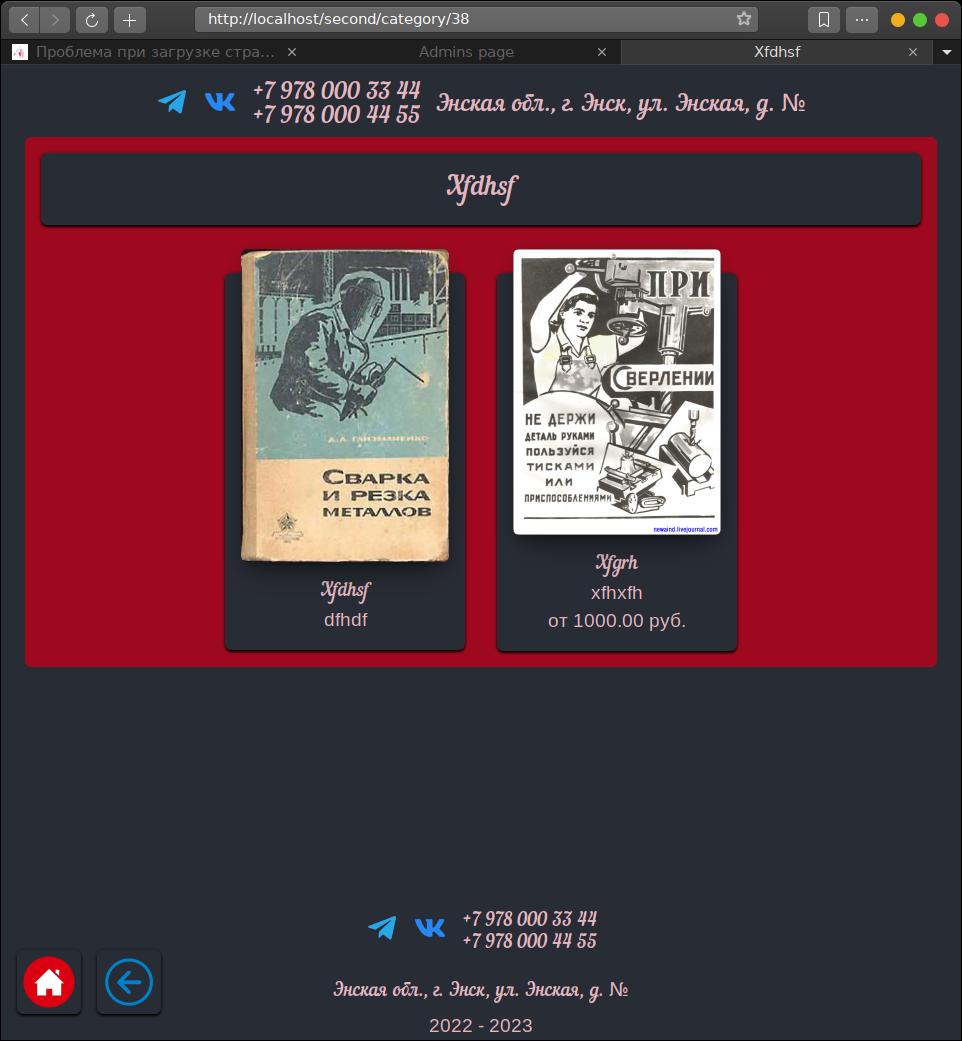 http://localhost/second/category/38
Проблема при загрузке стра...
Admins page
Xfdhsf
+7 978 000 33 44
+7 978 000 44 55
Энская обл., г. Энск, ул. Энская, д. №
Xfdhsf
А.А. ГЛИЗМАНЕНКО
СВАРКА
И РЕЗКА
МЕТАЛЛОВ
Xfdhsf
dfhdf
ПРИ
СВЕРЛЕНИИ
НЕ ДЕРЖИ
ДЕТАЛЬ РУКАМИ
ПОЛЬЗУЙСЯ
ТИСКАМИ
ИЛИ
ПРИСПОСОБЛЕНИЯМИ
newaind.livejournal.com
Xfgrh
xfhxfh
от 1000.00 руб.
+7 978 000 33 44
+7 978 000 44 55
Энская обл., г. Энск, ул. Энская, д. №
2022 - 2023